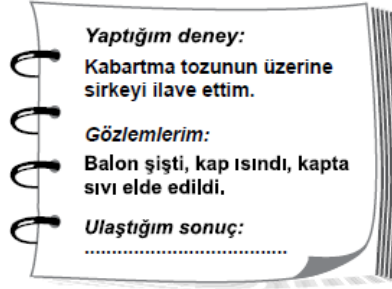 Yaptığım deney:
Kabartma tozunun üzerine
sirkeyi ilave ettim.
Gözlemlerim:
Balon şişti, kap ısındı, kapta
sıvı elde edildi.
Ulaştığım sonuç:
.....................................